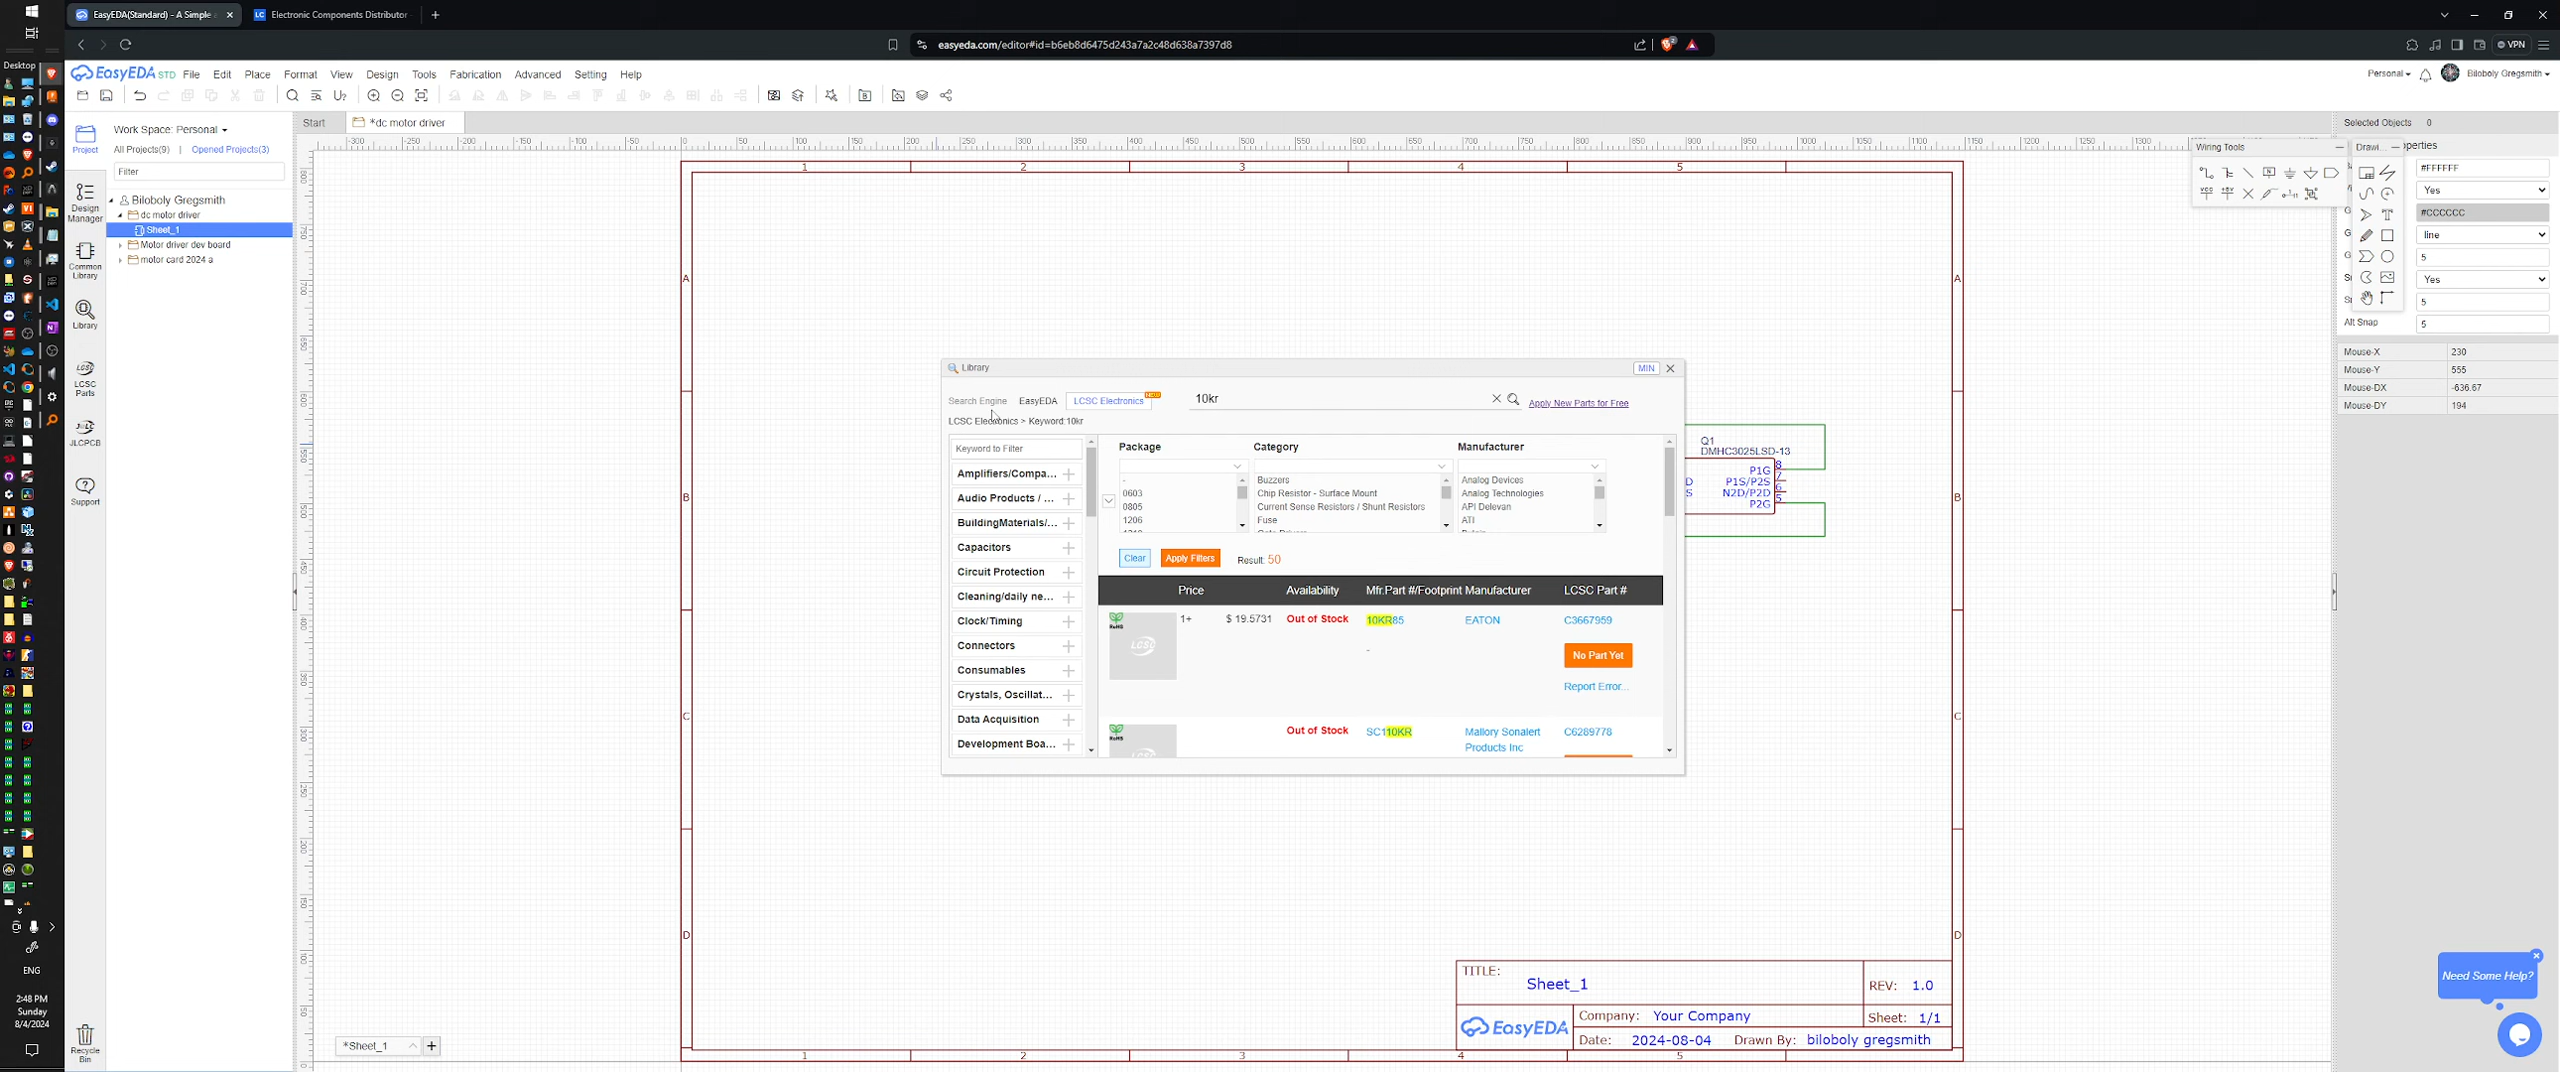 EasyEDA(Standard) - A Simple
Electronic Components Distributor
easyeda.com/editor#id=b6eb8d6475d243a7a2c48d638a7397d8
VPN
Desktop
EasyEDA STD File Edit Place Format View Design Tools Fabrication Advanced Setting Help
Personal
Biloboly Gregsmith
Project
Work Space: Personal
All Projects(9) | Opened Projects(3)
Filter
Biloboly Gregsmith
dc motor driver
Sheet_1
Motor driver dev board
motor card 2024 a
Design Manager
Common Library
Library
LCSC Parts
JLCPCB
Support
Recycle Bin
Start
*dc motor driver
Library
MIN
Search Engine EasyEDA LCSC Electronics
10kr
Apply New Parts for Free
LCSC Electronics > Keyword:10kr
Keyword to Filter
Amplifiers/Compa...
Audio Products / ...
BuildingMaterials/...
Capacitors
Circuit Protection
Cleaning/daily ne...
Clock/Timing
Connectors
Consumables
Crystals, Oscillat...
Data Acquisition
Development Boa...
Package Category Manufacturer
-
0603
0805
1206
Buzzers
Chip Resistor - Surface Mount
Current Sense Resistors / Shunt Resistors
Fuse
Analog Devices
Analog Technologies
API Delevan
ATI
Clear Apply Filters Result: 50
Price Availability Mfr.Part #/Footprint Manufacturer LCSC Part #
1+ $ 19.5731 Out of Stock 10KR85 EATON C3667959
-
No Part Yet
Report Error...
Out of Stock SC110KR Mallory Sonalert Products Inc C6289778
Q1
DMHC3025LSD-13
P1G 8
P1S/P2S 7
N2D/P2D 6
P2G 5
Selected Objects 0
Wiring Tools
Drawi...
#FFFFFF
Yes
#CCCCCC
line
5
Yes
5
Alt Snap 5
Mouse-X 230
Mouse-Y 555
Mouse-DX -636.67
Mouse-DY 194
TITLE:
Sheet_1
REV: 1.0
EasyEDA
Company: Your Company
Sheet: 1/1
Date: 2024-08-04 Drawn By: biloboly gregsmith
Need Some Help?
*Sheet_1
ENG
2:48 PM
Sunday
8/4/2024